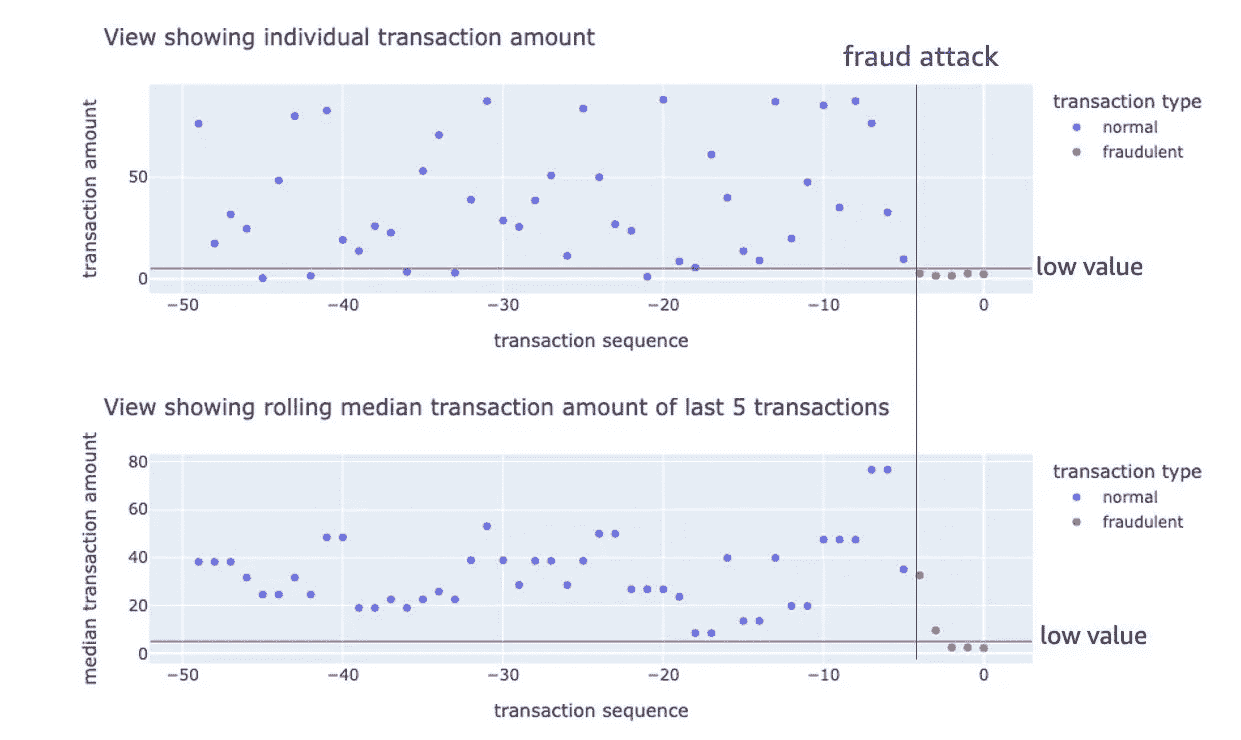 View showing individual transaction amount
fraud attack
transaction amount
50
0
−50
−40
−30
−20
−10
0
transaction sequence
transaction type
normal
fraudulent
low value
View showing rolling median transaction amount of last 5 transactions
median transaction amount
80
60
40
20
0
−50
−40
−30
−20
−10
0
transaction sequence
transaction type
normal
fraudulent
low value